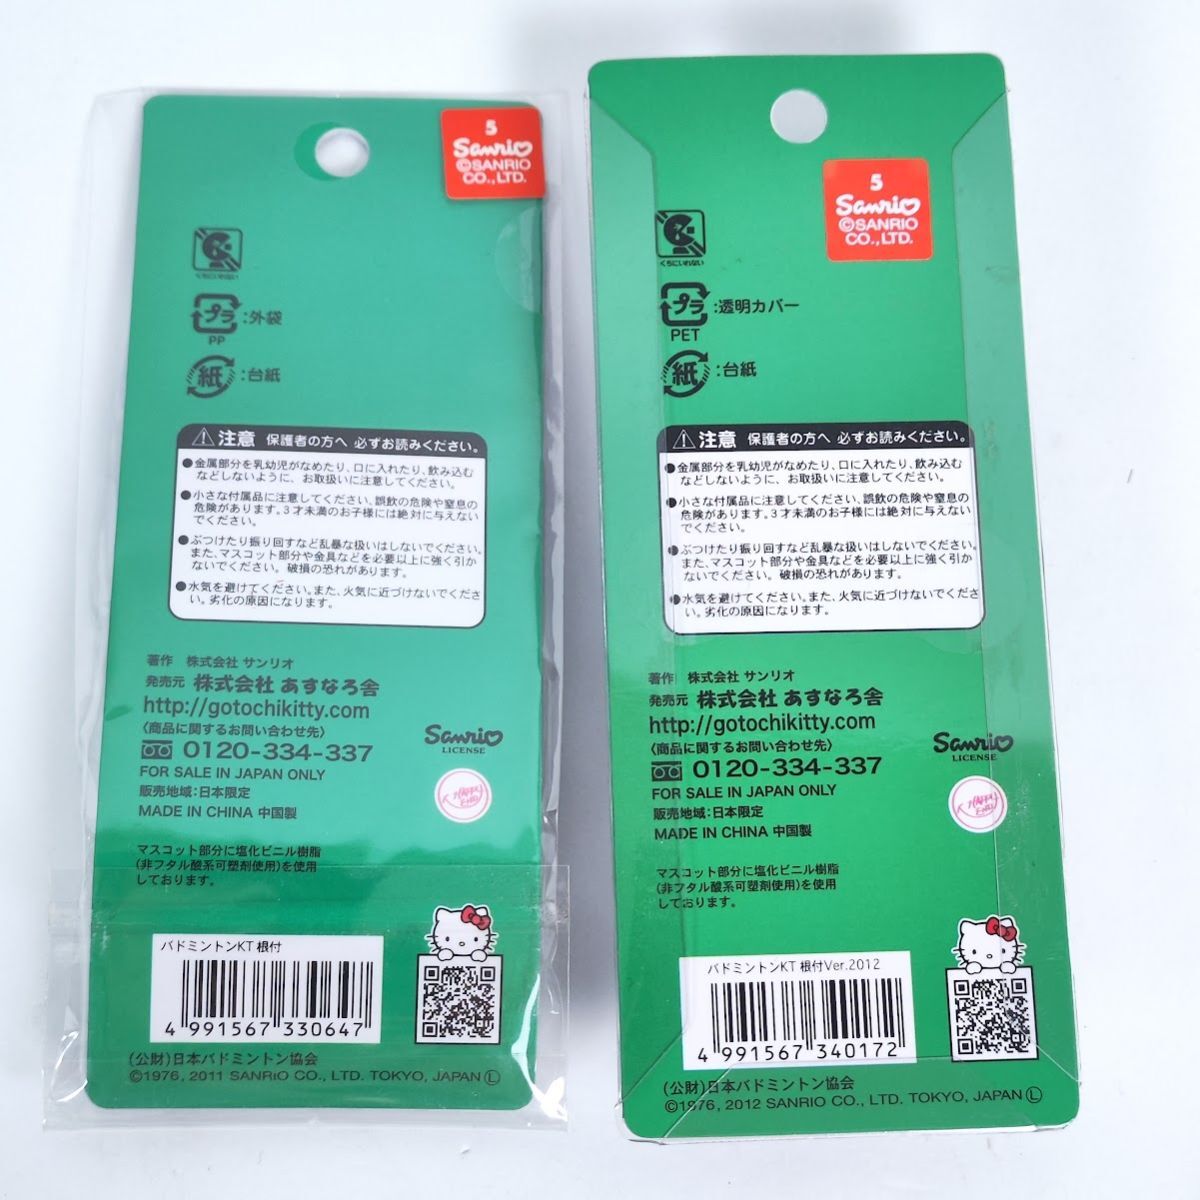 5
Sanrio
©SANRIO
CO., LTD.
くちにいれない
プラ :外袋
PP
紙 :台紙
注意 保護者の方へ 必ずお読みください。
●金属部分を乳幼児がなめたり、口に入れたり、飲み込む
などしないように、お取扱いに注意してください。
●小さな付属品に注意してください、誤飲の危険や窒息の
危険があります。3才未満のお子様には絶対に与えない
でください。
●ぶつけたり振り回すなど乱暴な扱いはしないでください。
また、マスコット部分や金具などを必要以上に強く引か
ないでください。破損の恐れがあります。
●水気を避けてください。また、火気に近づけないでくださ
い。劣化の原因になります。
著作 株式会社 サンリオ
発売元 株式会社 あすなろ舎
http://gotochikitty.com
〈商品に関するお問い合わせ先〉
0120-334-337
FOR SALE IN JAPAN ONLY
販売地域:日本限定
MADE IN CHINA 中国製
Sanrio
LICENSE
マスコット部分に塩化ビニル樹脂
(非フタル酸系可塑剤使用)を使用
しております。
バドミントンKT 根付
4 991567 330647
(公財)日本バドミントン協会
©1976, 2011 SANRIO CO., LTD. TOKYO, JAPAN Ⓛ
5
Sanrio
©SANRIO
CO., LTD.
くちにいれない
プラ :透明カバー
PET
紙 :台紙
注意 保護者の方へ 必ずお読みください。
●金属部分を乳幼児がなめたり、口に入れたり、飲み込む
などしないように、お取扱いに注意してください。
●小さな付属品に注意してください、誤飲の危険や窒息の
危険があります。3才未満のお子様には絶対に与えない
でください。
●ぶつけたり振り回すなど乱暴な扱いはしないでください。
また、マスコット部分や金具などを必要以上に強く引か
ないでください。破損の恐れがあります。
●水気を避けてください。また、火気に近づけないでくださ
い。劣化の原因になります。
著作 株式会社 サンリオ
発売元 株式会社 あすなろ舎
http://gotochikitty.com
〈商品に関するお問い合わせ先〉
0120-334-337
FOR SALE IN JAPAN ONLY
販売地域:日本限定
MADE IN CHINA 中国製
Sanrio
LICENSE
マスコット部分に塩化ビニル樹脂
(非フタル酸系可塑剤使用)を使用
しております。
バドミントンKT 根付Ver.2012
4 991567 340172
(公財)日本バドミントン協会
©1976, 2012 SANRIO CO., LTD. TOKYO, JAPAN Ⓛ